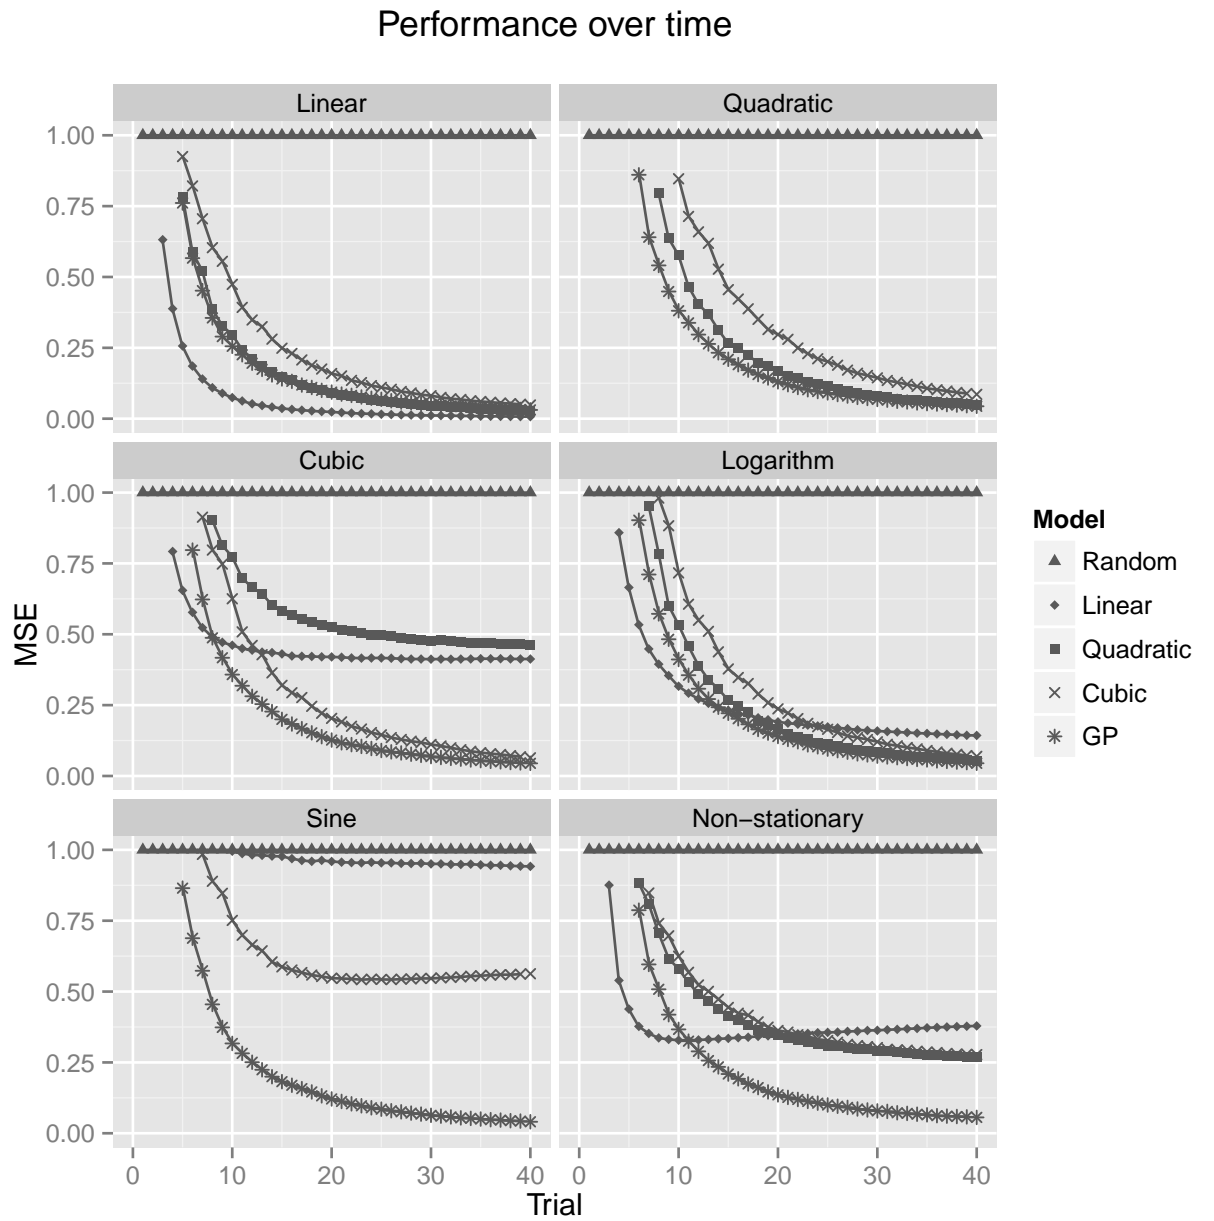 Performance over time
Linear
Quadratic
1.00
0.75
0.50
0.25
0.00
Cubic
Logarithm
1.00
0.75
0.50
0.25
0.00
Sine
Non−stationary
1.00
0.75
0.50
0.25
0.00
0 10 20 30 40
0 10 20 30 40
Trial
MSE
Model
Random
Linear
Quadratic
Cubic
GP